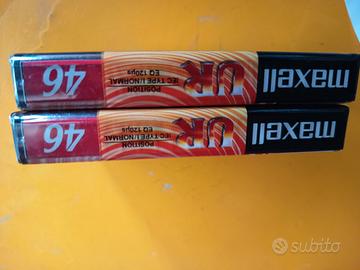 maxell
UR
POSITION
IEC TYPE I/NORMAL
EQ 120µs
46
maxell
UR
POSITION
IEC TYPE I/NORMAL
EQ 120µs
46
subito